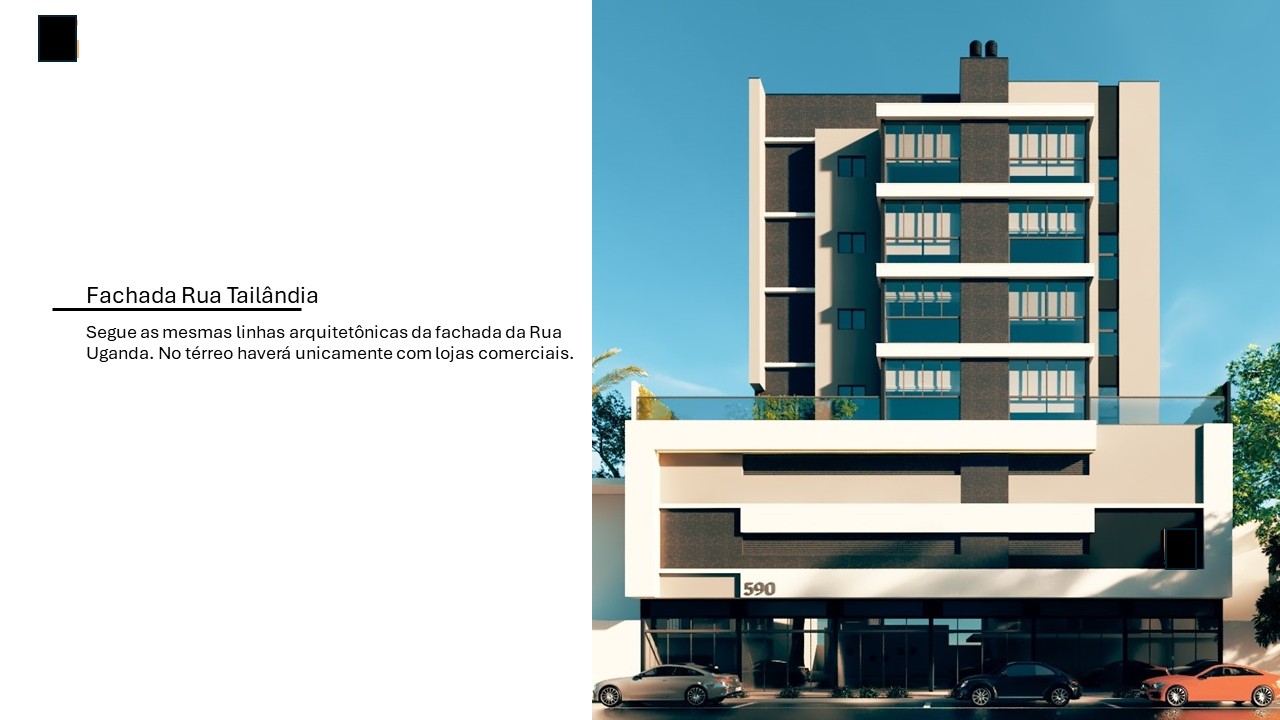 Fachada Rua Tailândia
Segue as mesmas linhas arquitetônicas da fachada da Rua
Uganda. No térreo haverá unicamente com lojas comerciais.
590